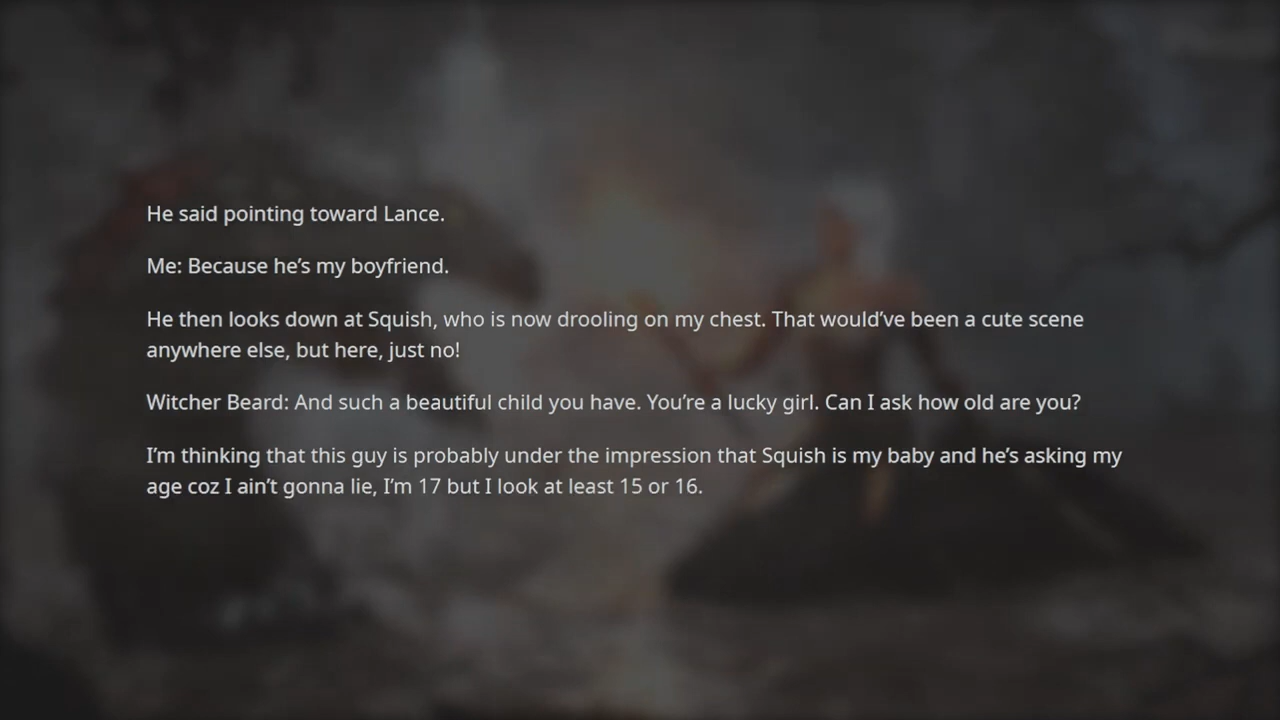 He said pointing toward Lance.
Me: Because he’s my boyfriend.
He then looks down at Squish, who is now drooling on my chest. That would’ve been a cute scene
anywhere else, but here, just no!
Witcher Beard: And such a beautiful child you have. You’re a lucky girl. Can I ask how old are you?
I’m thinking that this guy is probably under the impression that Squish is my baby and he’s asking my
age coz I ain’t gonna lie, I’m 17 but I look at least 15 or 16.